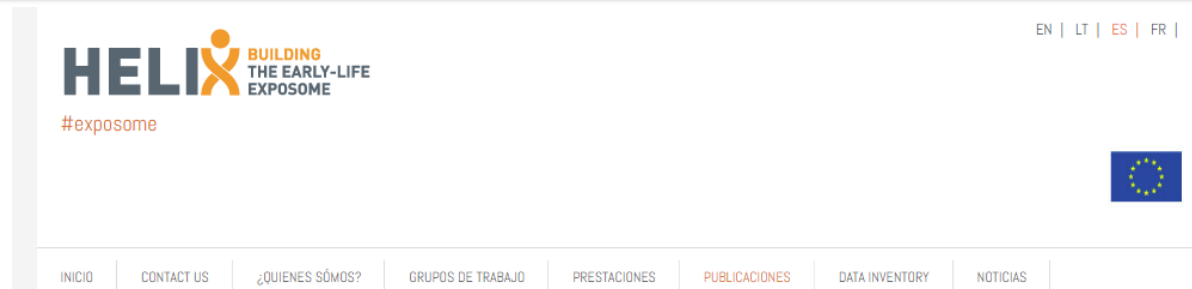 EN | LT | ES | FR |
HELIX
BUILDING
THE EARLY-LIFE
EXPOSOME
#exposome
INICIO CONTACT US ¿QUIENES SÓMOS? GRUPOS DE TRABAJO PRESTACIONES PUBLICACIONES DATA INVENTORY NOTICIAS